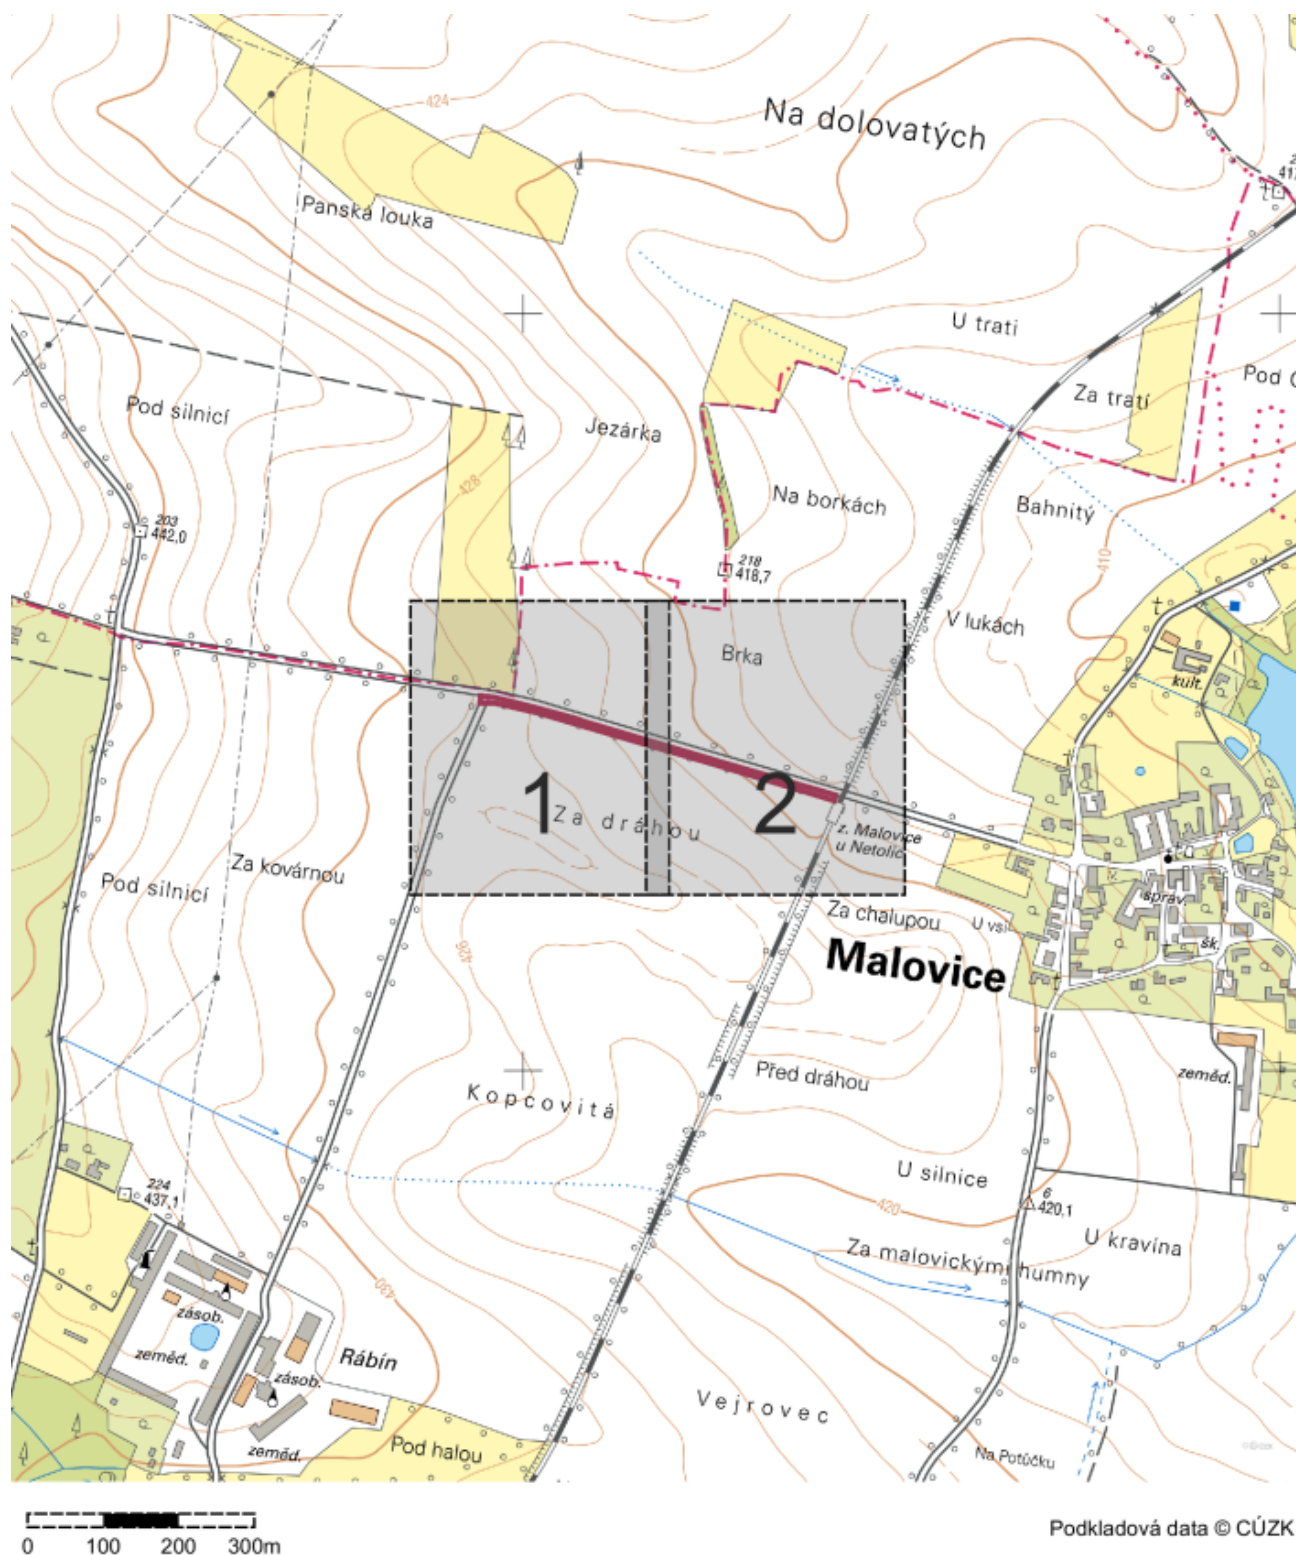 424
Na dolovatých
Panská louka
U trati
Pod silnicí
Jezárka
Za tratí
428
203
442,0
Na borkách
Bahnitý
410
218
418,7
V lukách
Brka
kult.
1
2
Za dráhou
z. Malovice
u Netolic
Za kovárnou
Pod silnicí
Za chalupou
U vsi
správ.
šk.
426
Malovice
Před dráhou
zeměd.
Kopcovitá
U silnice
224
437,1
420
6
420,1
U kravína
Za malovickými humny
430
zásob.
zeměd.
Rábín
zásob.
zeměd.
Vejrovec
Pod halou
Na Potůčku
0 100 200 300m
Podkladová data © CÚZK